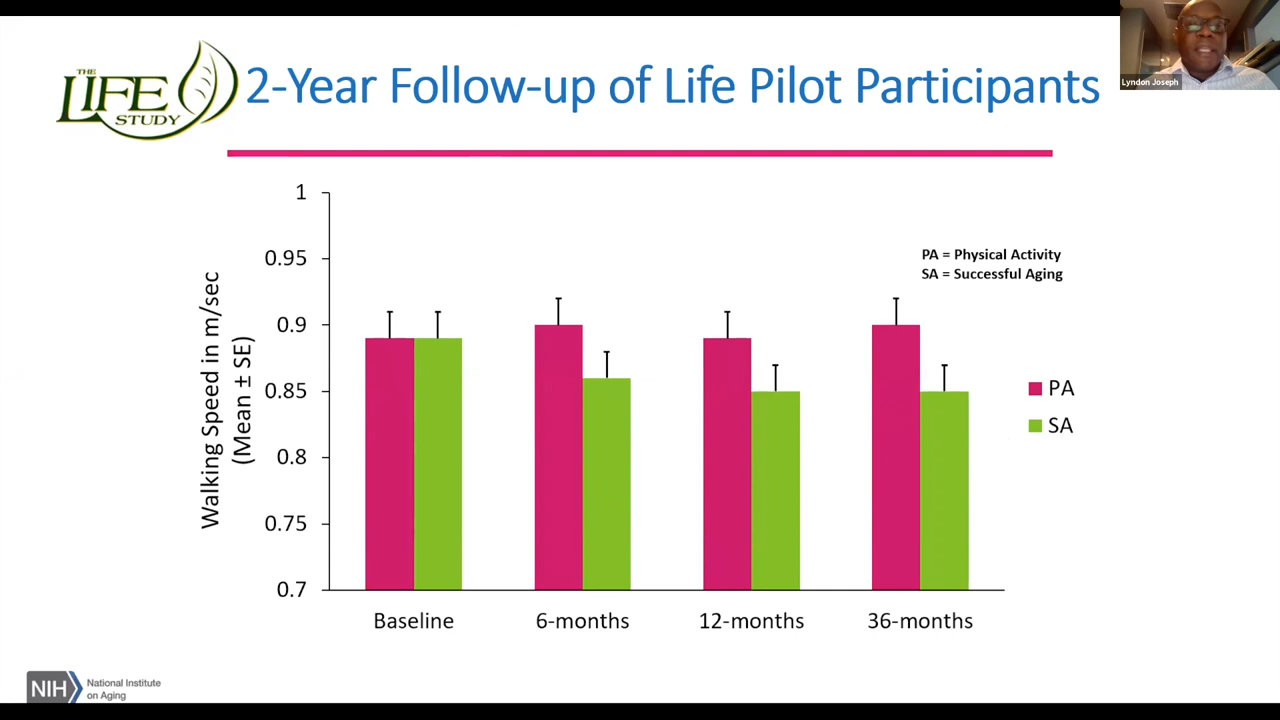 THE
LIFE
STUDY
2-Year Follow-up of Life Pilot Participants
Lyndon Joseph
1
0.95
0.9
0.85
0.8
0.75
0.7
Walking Speed in m/sec
(Mean ± SE)
PA = Physical Activity
SA = Successful Aging
PA
SA
Baseline
6-months
12-months
36-months
NIH
National Institute
on Aging